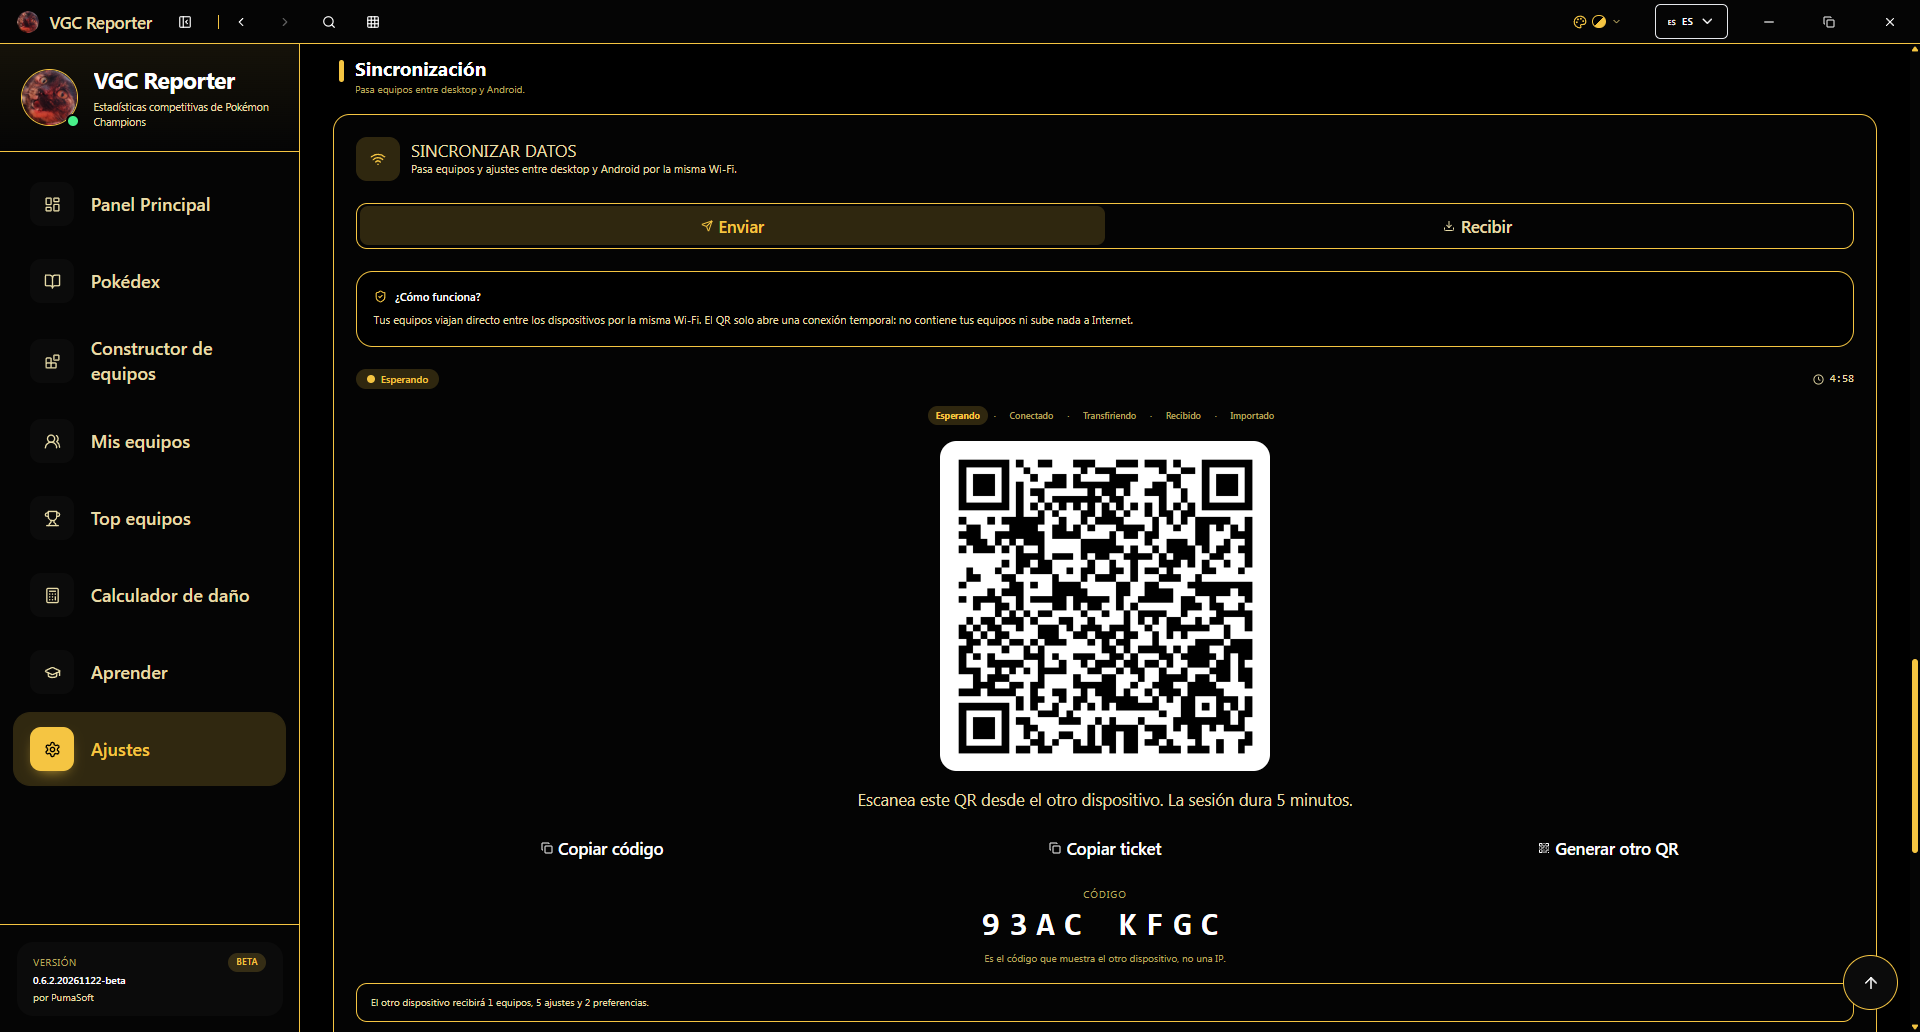 VGC Reporter
ES ES
VGC Reporter
Estadísticas competitivas de Pokémon
Champions
Panel Principal
Pokédex
Constructor de
equipos
Mis equipos
Top equipos
Calculador de daño
Aprender
Ajustes
VERSIÓN
BETA
0.6.2.20261122-beta
por PumaSoft
Sincronización
Pasa equipos entre desktop y Android.
SINCRONIZAR DATOS
Pasa equipos y ajustes entre desktop y Android por la misma Wi-Fi.
Enviar
Recibir
¿Cómo funciona?
Tus equipos viajan directo entre los dispositivos por la misma Wi-Fi. El QR solo abre una conexión temporal: no contiene tus equipos ni sube nada a Internet.
Esperando
4:58
Esperando · Conectado · Transfiriendo · Recibido · Importado
Escanea este QR desde el otro dispositivo. La sesión dura 5 minutos.
Copiar código
Copiar ticket
Generar otro QR
CÓDIGO
93AC KFGC
Es el código que muestra el otro dispositivo, no una IP.
El otro dispositivo recibirá 1 equipos, 5 ajustes y 2 preferencias.